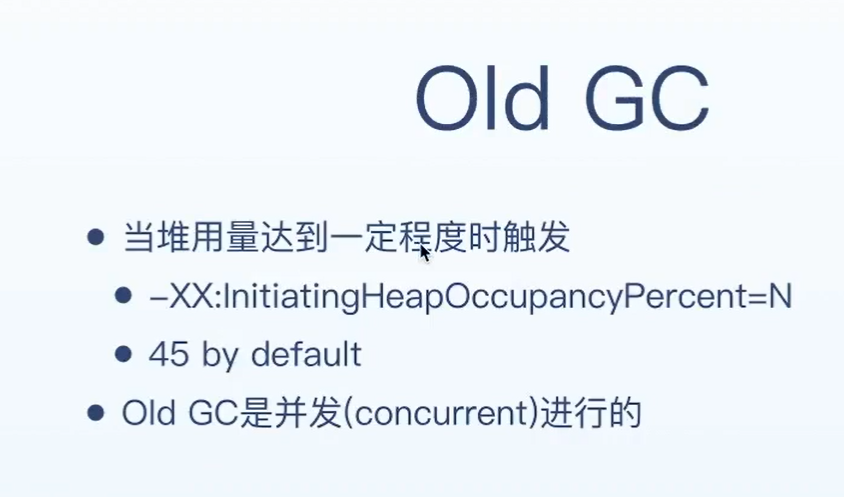 Old GC
当堆用量达到一定程度时触发
-XX:InitiatingHeapOccupancyPercent=N
45 by default
Old GC是并发(concurrent)进行的